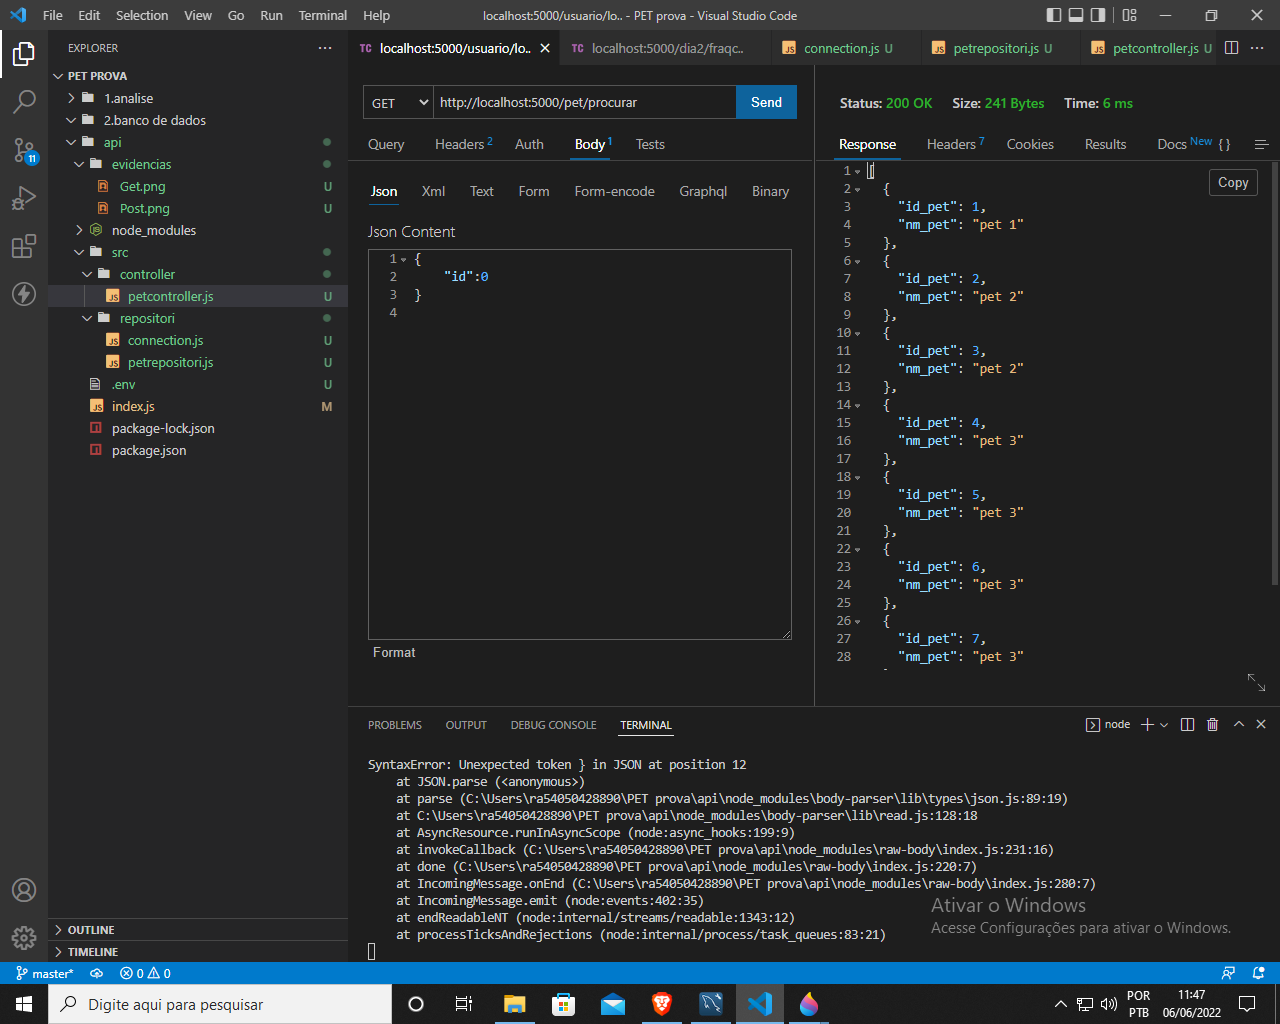 File Edit Selection View Go Run Terminal Help
localhost:5000/usuario/lo.. - PET prova - Visual Studio Code
EXPLORER
PET PROVA
1.analise
2.banco de dados
api
evidencias
Get.png U
Post.png U
node_modules
src
controller
petcontroller.js U
repositori
connection.js U
petrepositori.js U
.env U
index.js M
package-lock.json
package.json
OUTLINE
TIMELINE
11
TC localhost:5000/usuario/lo..
TC localhost:5000/dia2/fraqc..
JS connection.js U
JS petrepositori.js U
JS petcontroller.js U
GET http://localhost:5000/pet/procurar Send
Query Headers 2 Auth Body 1 Tests
Json Xml Text Form Form-encode Graphql Binary
Json Content
1 {
2 "id":0
3 }
4
Format
Status: 200 OK Size: 241 Bytes Time: 6 ms
Response Headers 7 Cookies Results Docs New { }
Copy
1 [
2 {
3 "id_pet": 1,
4 "nm_pet": "pet 1"
5 },
6 {
7 "id_pet": 2,
8 "nm_pet": "pet 2"
9 },
10 {
11 "id_pet": 3,
12 "nm_pet": "pet 2"
13 },
14 {
15 "id_pet": 4,
16 "nm_pet": "pet 3"
17 },
18 {
19 "id_pet": 5,
20 "nm_pet": "pet 3"
21 },
22 {
23 "id_pet": 6,
24 "nm_pet": "pet 3"
25 },
26 {
27 "id_pet": 7,
28 "nm_pet": "pet 3"
PROBLEMS OUTPUT DEBUG CONSOLE TERMINAL
node
SyntaxError: Unexpected token } in JSON at position 12
at JSON.parse (<anonymous>)
at parse (C:\Users\ra54050428890\PET prova\api\node_modules\body-parser\lib\types\json.js:89:19)
at C:\Users\ra54050428890\PET prova\api\node_modules\body-parser\lib\read.js:128:18
at AsyncResource.runInAsyncScope (node:async_hooks:199:9)
at invokeCallback (C:\Users\ra54050428890\PET prova\api\node_modules\raw-body\index.js:231:16)
at done (C:\Users\ra54050428890\PET prova\api\node_modules\raw-body\index.js:220:7)
at IncomingMessage.onEnd (C:\Users\ra54050428890\PET prova\api\node_modules\raw-body\index.js:280:7)
at IncomingMessage.emit (node:events:402:35)
at endReadableNT (node:internal/streams/readable:1343:12)
at processTicksAndRejections (node:internal/process/task_queues:83:21)
Ativar o Windows
Acesse Configurações para ativar o Windows.
master* 0 0
Digite aqui para pesquisar
POR
PTB
11:47
06/06/2022